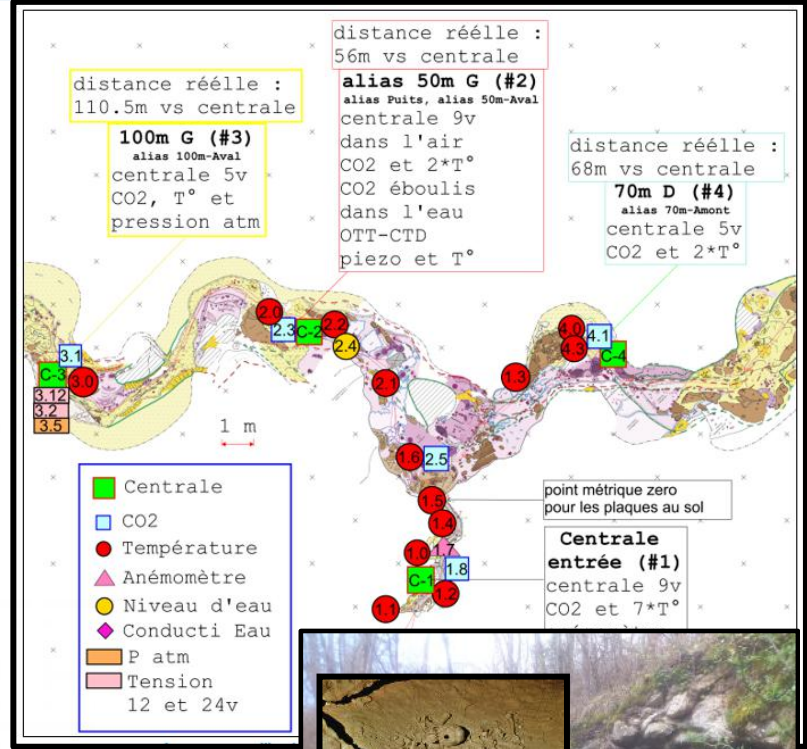 distance réélle :
56m vs centrale
alias 50m G (#2)
alias Puits, alias 50m-Aval
centrale 9v
dans l'air
CO2 et 2*T°
CO2 éboulis
dans l'eau
OTT-CTD
piezo et T°
distance réélle :
110.5m vs centrale
100m G (#3)
alias 100m-Aval
centrale 5v
CO2, T° et
pression atm
distance réélle :
68m vs centrale
70m D (#4)
alias 70m-Amont
centrale 5v
CO2 et 2*T°
2.0
2.3
C-2
2.2
2.4
4.0
4.1
4.3
C-4
3.1
C-3
3.0
3.12
3.2
3.5
2.1
1.3
1 m
1.6
2.5
1.5
1.4
1.0
1.7
1.8
C-1
1.2
1.1
point métrique zero
pour les plaques au sol
Centrale
entrée (#1)
centrale 9v
CO2 et 7*T°
Centrale
CO2
Température
Anémomètre
Niveau d'eau
Conducti Eau
P atm
Tension
12 et 24v